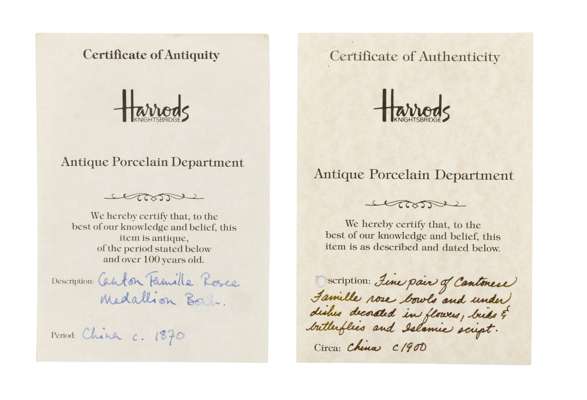 Certificate of Antiquity
Harrods
KNIGHTSBRIDGE
Antique Porcelain Department
We hereby certify that, to the
best of our knowledge and belief, this
item is antique,
of the period stated below
and over 100 years old.
Description: Canton Famille Rose
Medallion Bowl.
Period: China c. 1870
Certificate of Authenticity
Harrods
KNIGHTSBRIDGE
Antique Porcelain Department
We hereby certify that, to the
best of our knowledge and belief, this
item is as described and dated below.
Description: Fine pair of Cantonese
Famille rose bowls and under
dishes decorated in flowers, birds &
butterflies and Islamic script.
Circa: China c1900